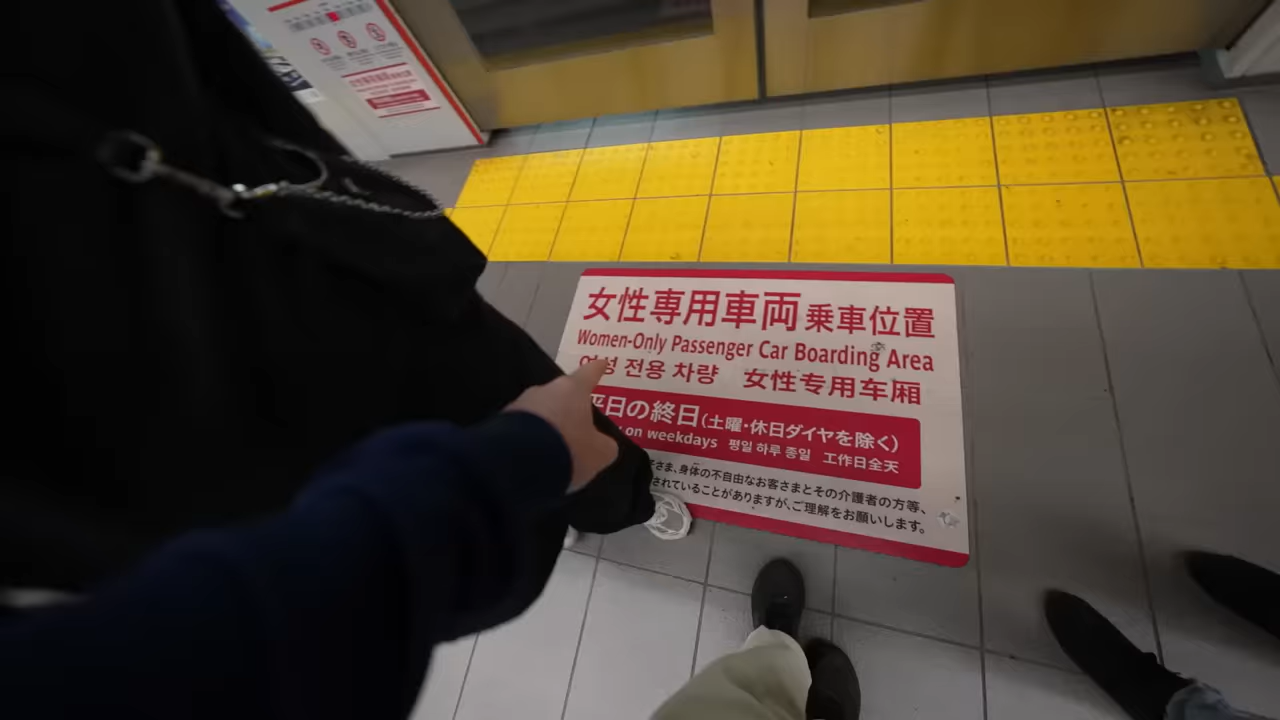 女性専用車両 乗車位置
Women-Only Passenger Car Boarding Area
여성 전용 차량 女性专用车厢
平日の終日(土曜・休日ダイヤを除く)
on weekdays 평일 하루 종일 工作日全天
さま、身体の不自由なお客さまとその介護者の方等、
されていることがありますが、ご理解をお願いします。